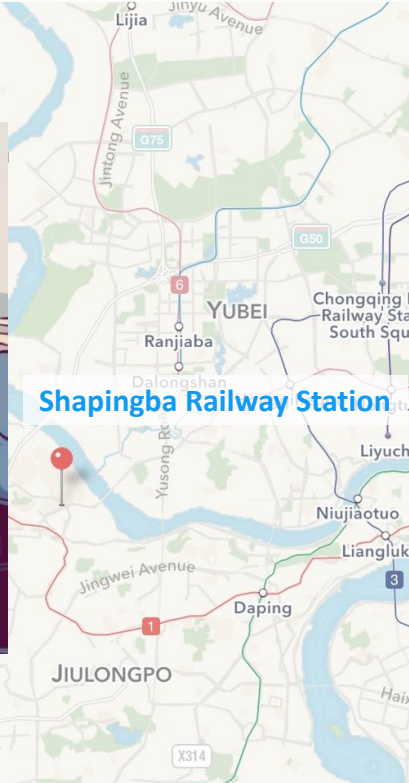 Jinyu Avenue
Lijia
Jintong Avenue
G75
G50
6
YUBEI
Chongqing
Railway Sta
South Squ
Ranjiaba
Dalongshan
Shapingba Railway Station
Yusong
Liyuch
Niujiaotuo
Liangluk
Jingwei Avenue
3
Daping
1
JIULONGPO
Haix
X314